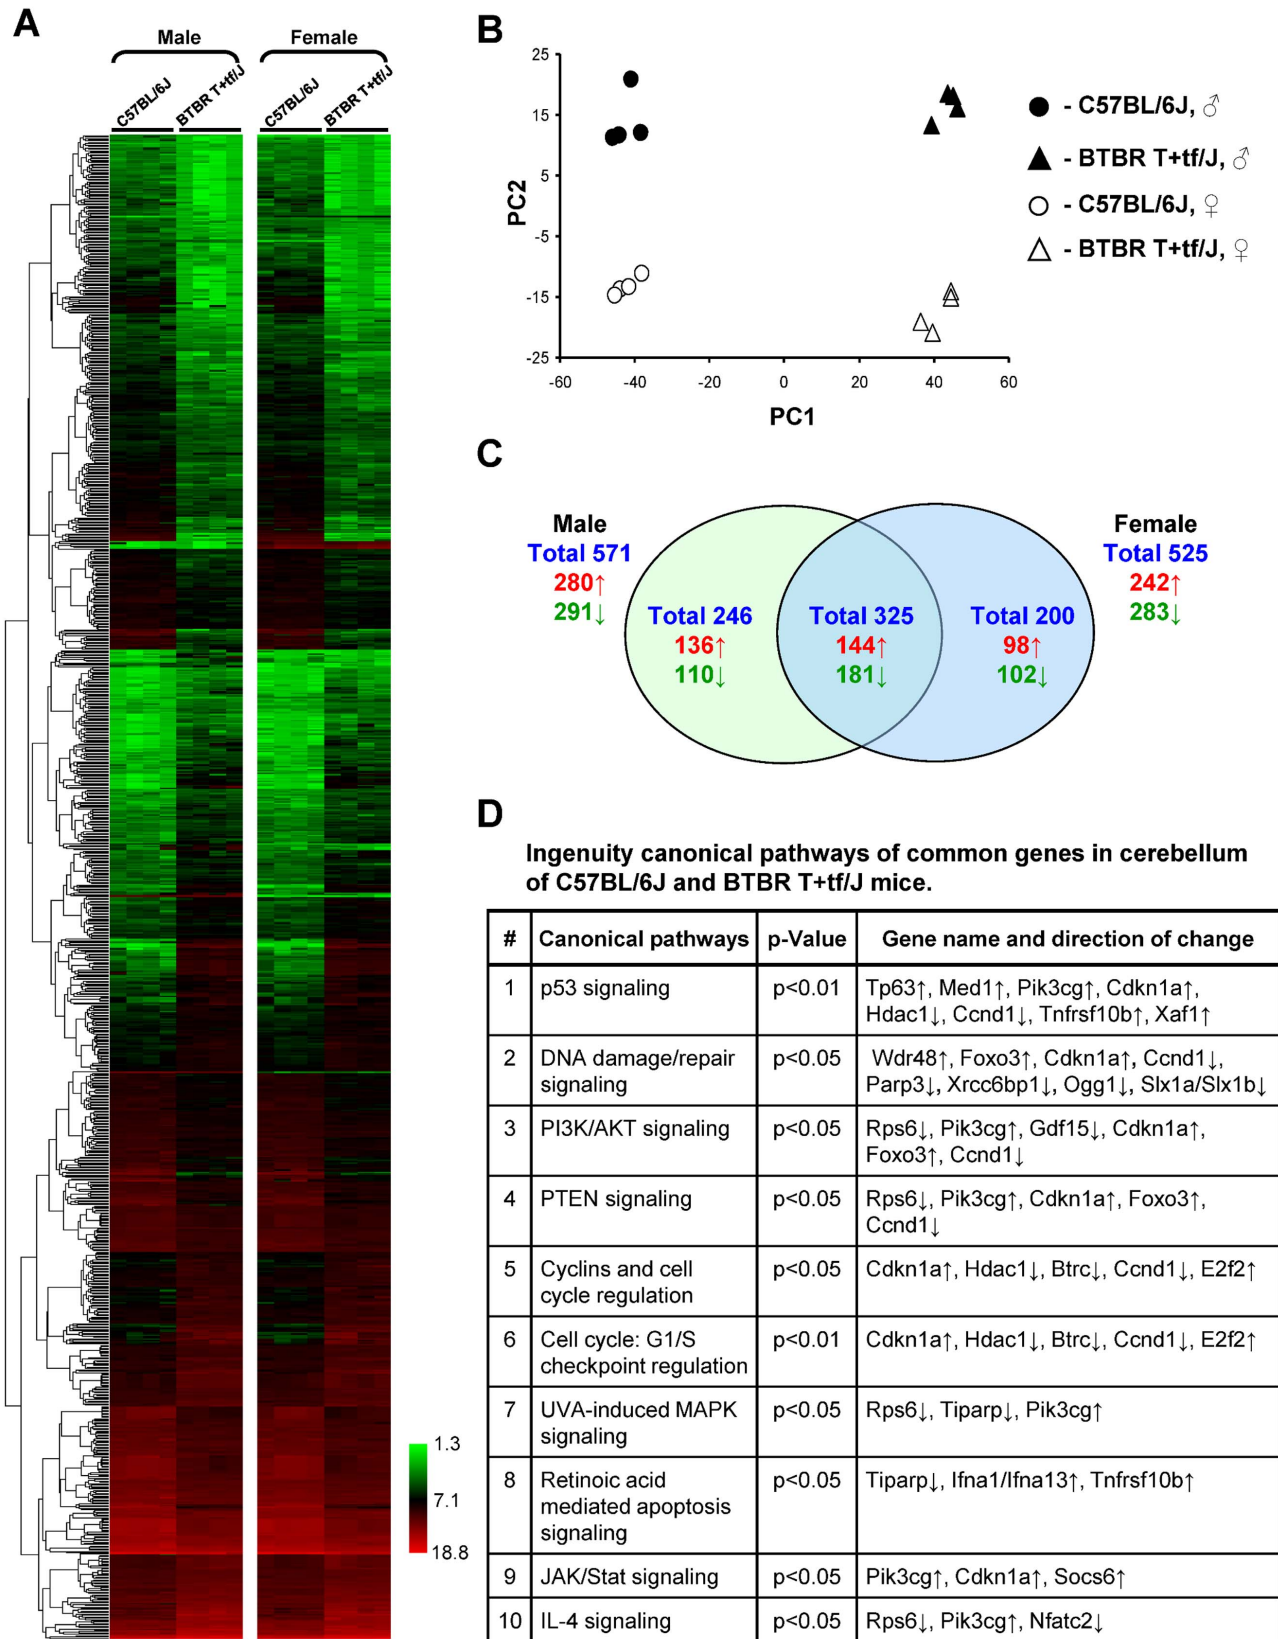 A
Male
Female
C57BL/6J
BTBR T+tf/J
C57BL/6J
BTBR T+tf/J
1.3
7.1
18.8
B
25
15
5
-5
-15
-25
PC2
-60
-40
-20
0
20
40
60
PC1
- C57BL/6J, ♂
- BTBR T+tf/J, ♂
- C57BL/6J, ♀
- BTBR T+tf/J, ♀
C
Male
Total 571
280↑
291↓
Total 246
136↑
110↓
Total 325
144↑
181↓
Total 200
98↑
102↓
Female
Total 525
242↑
283↓
D
Ingenuity canonical pathways of common genes in cerebellum
of C57BL/6J and BTBR T+tf/J mice.
# Canonical pathways p-Value Gene name and direction of change
1 p53 signaling p<0.01 Tp63↑, Med1↑, Pik3cg↑, Cdkn1a↑,
Hdac1↓, Ccnd1↓, Tnfrsf10b↑, Xaf1↑
2 DNA damage/repair p<0.05 Wdr48↑, Foxo3↑, Cdkn1a↑, Ccnd1↓,
signaling Parp3↓, Xrcc6bp1↓, Ogg1↓, Slx1a/Slx1b↓
3 PI3K/AKT signaling p<0.05 Rps6↓, Pik3cg↑, Gdf15↓, Cdkn1a↑,
Foxo3↑, Ccnd1↓
4 PTEN signaling p<0.05 Rps6↓, Pik3cg↑, Cdkn1a↑, Foxo3↑,
Ccnd1↓
5 Cyclins and cell p<0.05 Cdkn1a↑, Hdac1↓, Btrc↓, Ccnd1↓, E2f2↑
cycle regulation
6 Cell cycle: G1/S p<0.01 Cdkn1a↑, Hdac1↓, Btrc↓, Ccnd1↓, E2f2↑
checkpoint regulation
7 UVA-induced MAPK p<0.05 Rps6↓, Tiparp↓, Pik3cg↑
signaling
8 Retinoic acid p<0.05 Tiparp↓, Ifna1/Ifna13↑, Tnfrsf10b↑
mediated apoptosis
signaling
9 JAK/Stat signaling p<0.05 Pik3cg↑, Cdkn1a↑, Socs6↑
10 IL-4 signaling p<0.05 Rps6↓, Pik3cg↑, Nfatc2↓